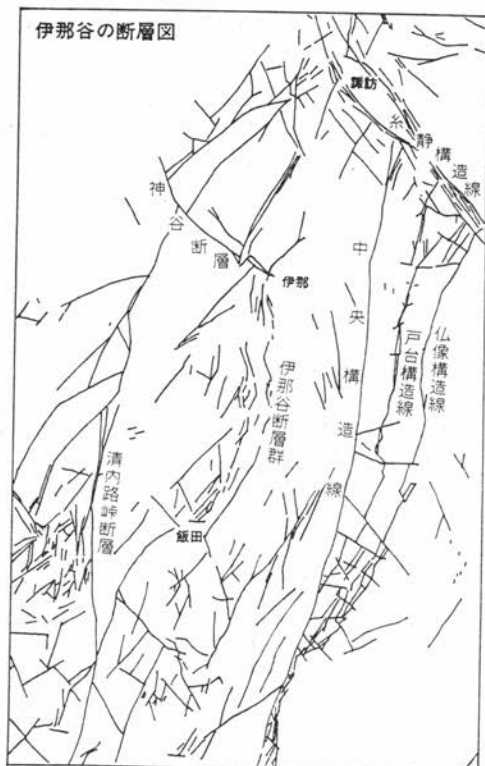 伊那谷の断層図
諏訪
糸静構造線
神谷断層
伊那
中央構造線
戸台構造線
仏像構造線
伊那谷断層群
清内路峠断層
飯田